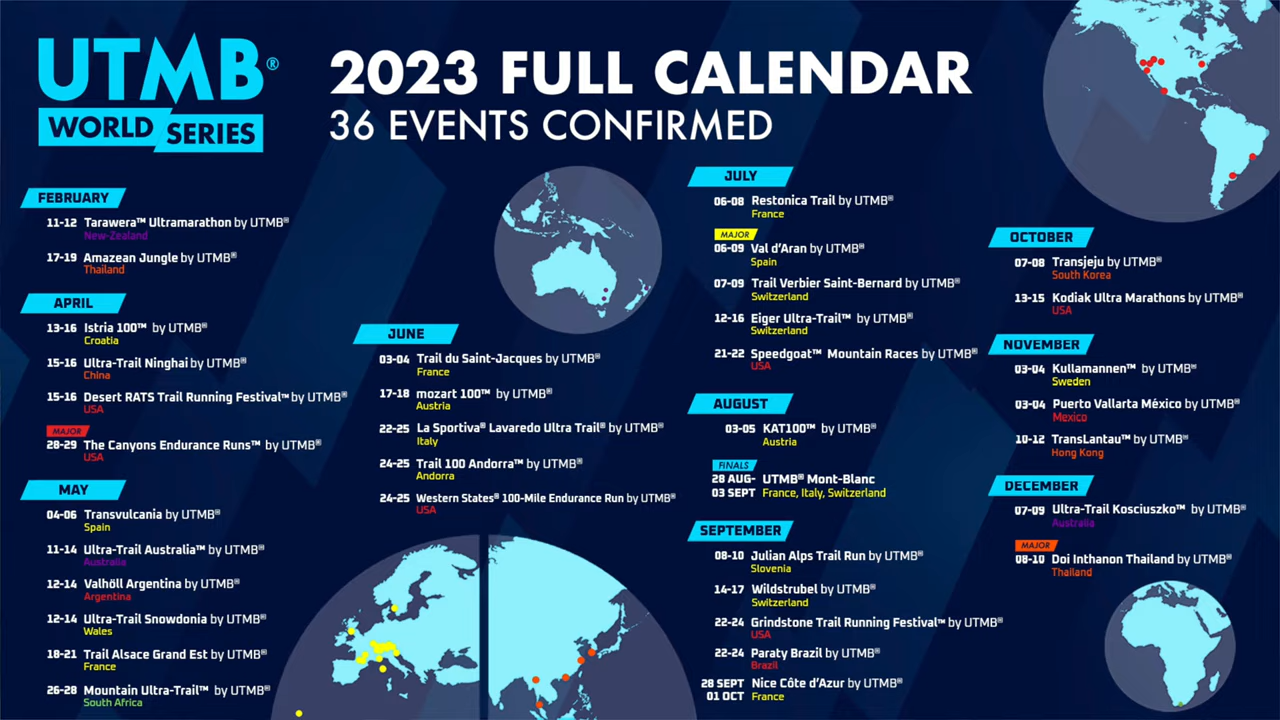 UTMB®
WORLD SERIES
2023 FULL CALENDAR
36 EVENTS CONFIRMED
FEBRUARY
11-12 Tarawera™ Ultramarathon by UTMB®
New-Zealand
17-19 Amazean Jungle by UTMB®
Thailand
APRIL
13-16 Istria 100™ by UTMB®
Croatia
15-16 Ultra-Trail Ninghai by UTMB®
China
15-16 Desert RATS Trail Running Festival™ by UTMB®
USA
MAJOR
28-29 The Canyons Endurance Runs™ by UTMB®
USA
MAY
04-06 Transvulcania by UTMB®
Spain
11-14 Ultra-Trail Australia™ by UTMB®
Australia
12-14 Valhöll Argentina by UTMB®
Argentina
12-14 Ultra-Trail Snowdonia by UTMB®
Wales
18-21 Trail Alsace Grand Est by UTMB®
France
26-28 Mountain Ultra-Trail™ by UTMB®
South Africa
JUNE
03-04 Trail du Saint-Jacques by UTMB®
France
17-18 mozart 100™ by UTMB®
Austria
22-25 La Sportiva® Lavaredo Ultra Trail® by UTMB®
Italy
24-25 Trail 100 Andorra™ by UTMB®
Andorra
24-25 Western States® 100-Mile Endurance Run by UTMB®
USA
JULY
06-08 Restonica Trail by UTMB®
France
MAJOR
06-09 Val d'Aran by UTMB®
Spain
07-09 Trail Verbier Saint-Bernard by UTMB®
Switzerland
12-16 Eiger Ultra-Trail™ by UTMB®
Switzerland
21-22 Speedgoat™ Mountain Races by UTMB®
USA
AUGUST
03-05 KAT100™ by UTMB®
Austria
FINALS
28 AUG- UTMB® Mont-Blanc
03 SEPT France, Italy, Switzerland
SEPTEMBER
08-10 Julian Alps Trail Run by UTMB®
Slovenia
14-17 Wildstrubel by UTMB®
Switzerland
22-24 Grindstone Trail Running Festival™ by UTMB®
USA
22-24 Paraty Brazil by UTMB®
Brazil
28 SEPT Nice Côte d'Azur by UTMB®
01 OCT France
OCTOBER
07-08 Transjeju by UTMB®
South Korea
13-15 Kodiak Ultra Marathons by UTMB®
USA
NOVEMBER
03-04 Kullamannen™ by UTMB®
Sweden
03-04 Puerto Vallarta México by UTMB®
Mexico
10-12 TransLantau™ by UTMB®
Hong Kong
DECEMBER
07-09 Ultra-Trail Kosciuszko™ by UTMB®
Australia
MAJOR
08-10 Doi Inthanon Thailand by UTMB®
Thailand